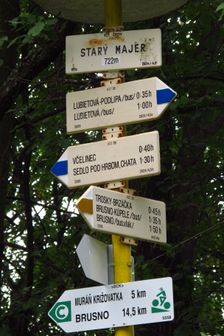 STARÝ MAJER
722m
ĽUBIETOVÁ-PODLIPA/bus/ 0·35h
ĽUBIETOVÁ/bus/ 1·00h
VČELINEC 0·40h
SEDLO POD HRBOM,CHATA 1·30h
TROSKY-BRZÁČKA 0·45h
BRUSNO-KÚPELE/bus/ 1·35h
BRUSNO/bus,vlak/ 1·50h
MURÁŇ KRIŽOVATKA 5 km
BRUSNO 14,5 km
C